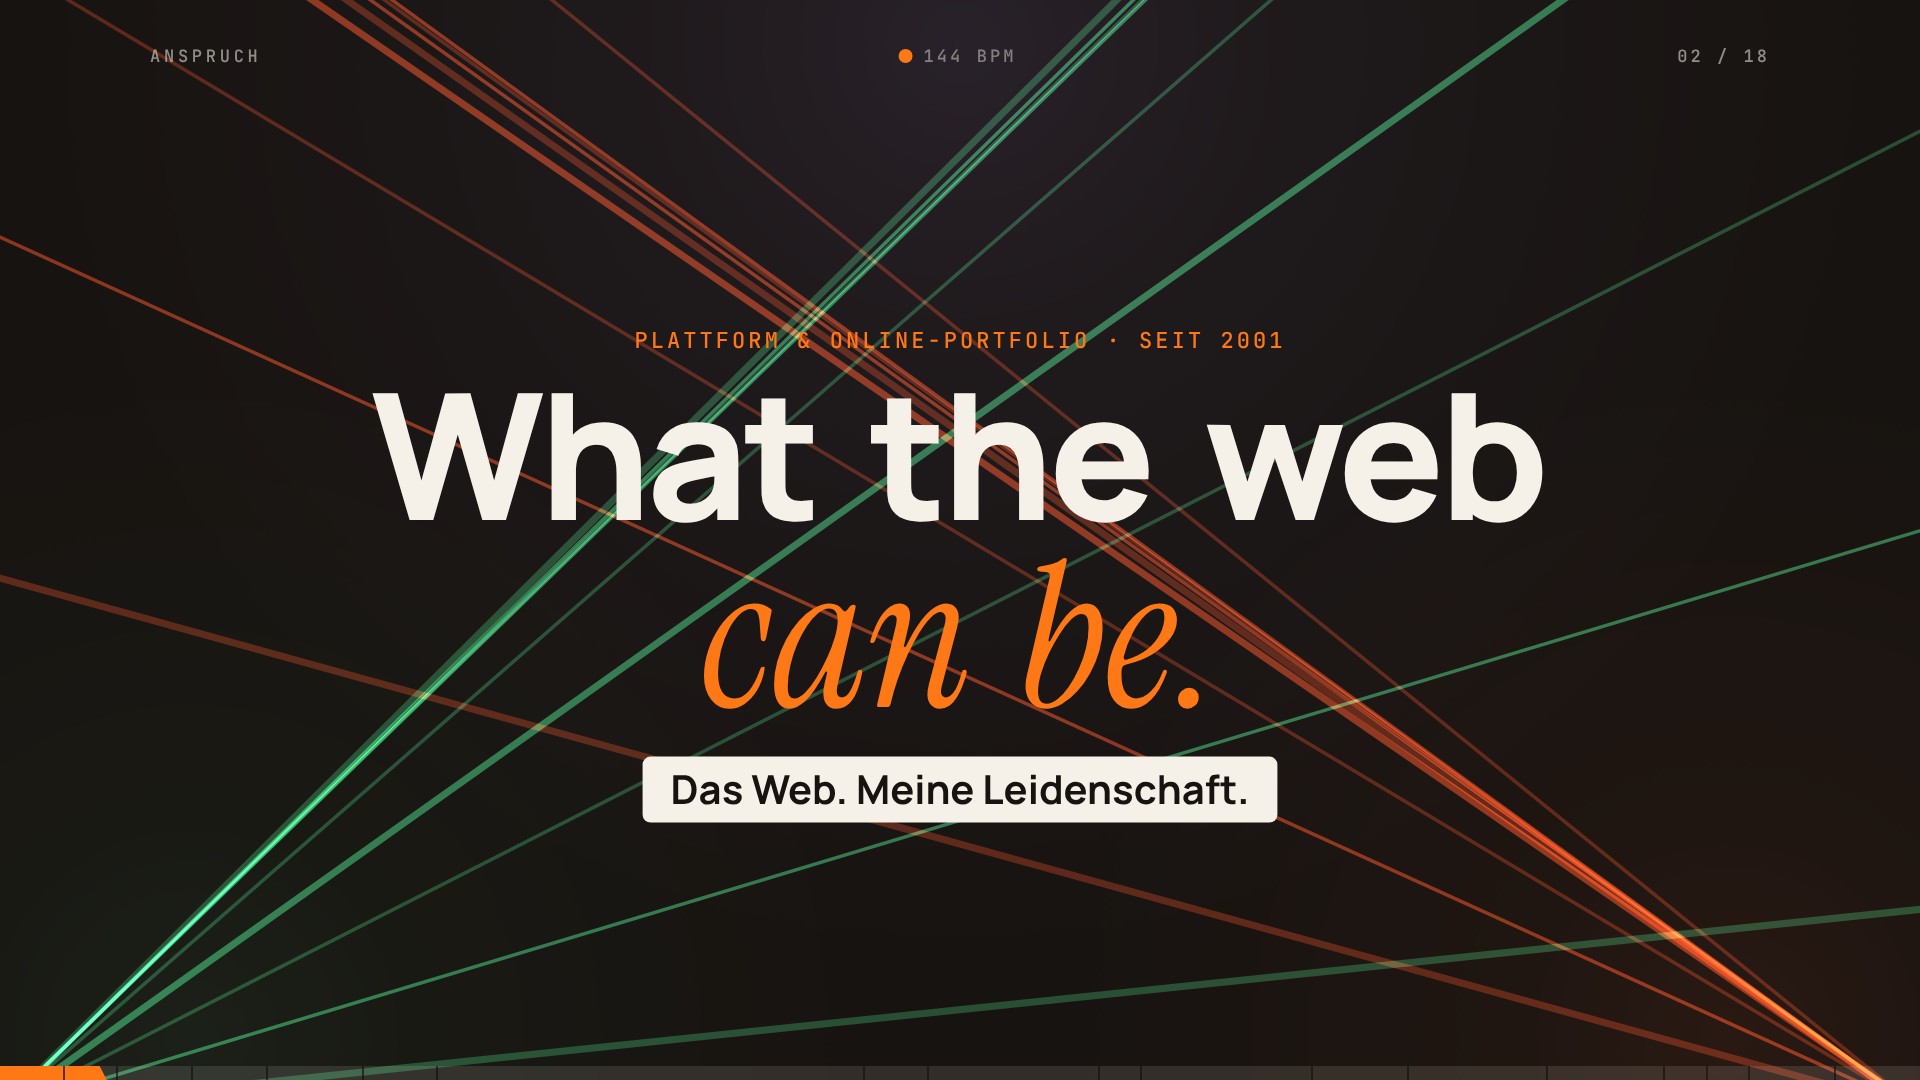 ANSPRUCH
144 BPM
02 / 18
PLATTFORM & ONLINE-PORTFOLIO · SEIT 2001
What the web
can be.
Das Web. Meine Leidenschaft.